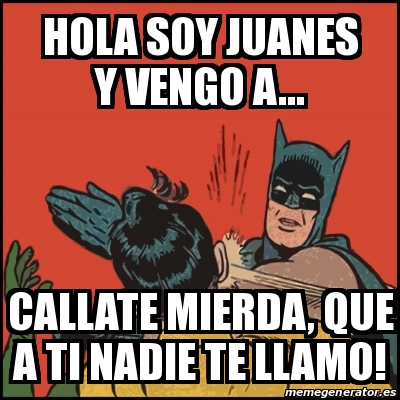 HOLA SOY JUANES
Y VENGO A...
CALLATE MIERDA, QUE
A TI NADIE TE LLAMO!
memegenerator.es